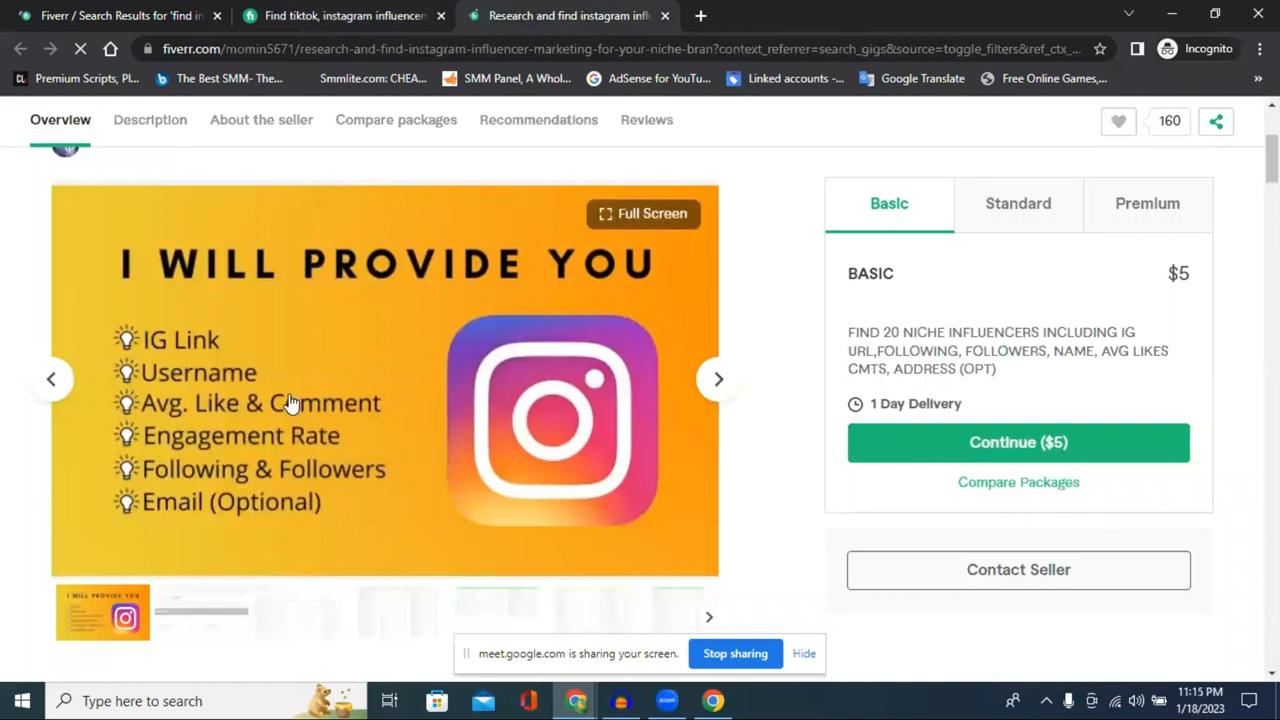 Fiverr / Search Results for 'find in
Find tiktok, instagram influencers
Research and find instagram infl
fiverr.com/momin5671/research-and-find-instagram-influencer-marketing-for-your-niche-bran?context_referrer=search_gigs&source=toggle_filters&ref_ctx_...
Incognito
Premium Scripts, Pl...
The Best SMM- The...
Smmlite.com: CHEA...
SMM Panel, A Whol...
AdSense for YouTu...
Linked accounts -...
Google Translate
Free Online Games,...
Overview
Description
About the seller
Compare packages
Recommendations
Reviews
160
Full Screen
I WILL PROVIDE YOU
IG Link
Username
Avg. Like & Comment
Engagement Rate
Following & Followers
Email (Optional)
Basic
Standard
Premium
BASIC
$5
FIND 20 NICHE INFLUENCERS INCLUDING IG
URL,FOLLOWING, FOLLOWERS, NAME, AVG LIKES
CMTS, ADDRESS (OPT)
1 Day Delivery
Continue ($5)
Compare Packages
Contact Seller
I WILL PROVIDE YOU
meet.google.com is sharing your screen.
Stop sharing
Hide
Type here to search
zoom
11:15 PM
1/18/2023